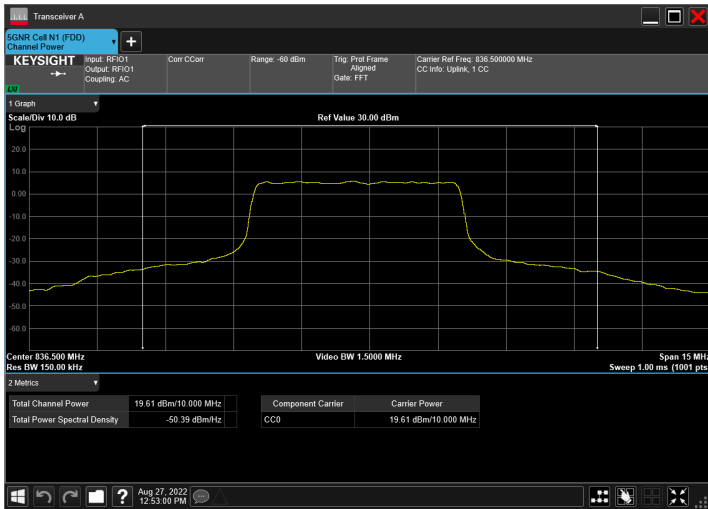 Transceiver A
5GNR Cell N1 (FDD)
Channel Power
KEYSIGHT
LXI
Input: RFIO1
Output: RFIO1
Coupling: AC
Corr CCorr
Range: -60 dBm
Trig: Prot Frame
Aligned
Gate: FFT
Carrier Ref Freq: 836.500000 MHz
CC Info: Uplink, 1 CC
1 Graph
Scale/Div 10.0 dB
Ref Value 30.00 dBm
Log
20.0
10.0
0.00
-10.0
-20.0
-30.0
-40.0
-50.0
-60.0
Center 836.500 MHz
Video BW 1.5000 MHz
Span 15 MHz
Res BW 150.00 kHz
Sweep 1.00 ms (1001 pts
2 Metrics
Total Channel Power 19.61 dBm/10.000 MHz
Total Power Spectral Density -50.39 dBm/Hz
Component Carrier Carrier Power
CC0 19.61 dBm/10.000 MHz
?
Aug 27, 2022
12:53:00 PM